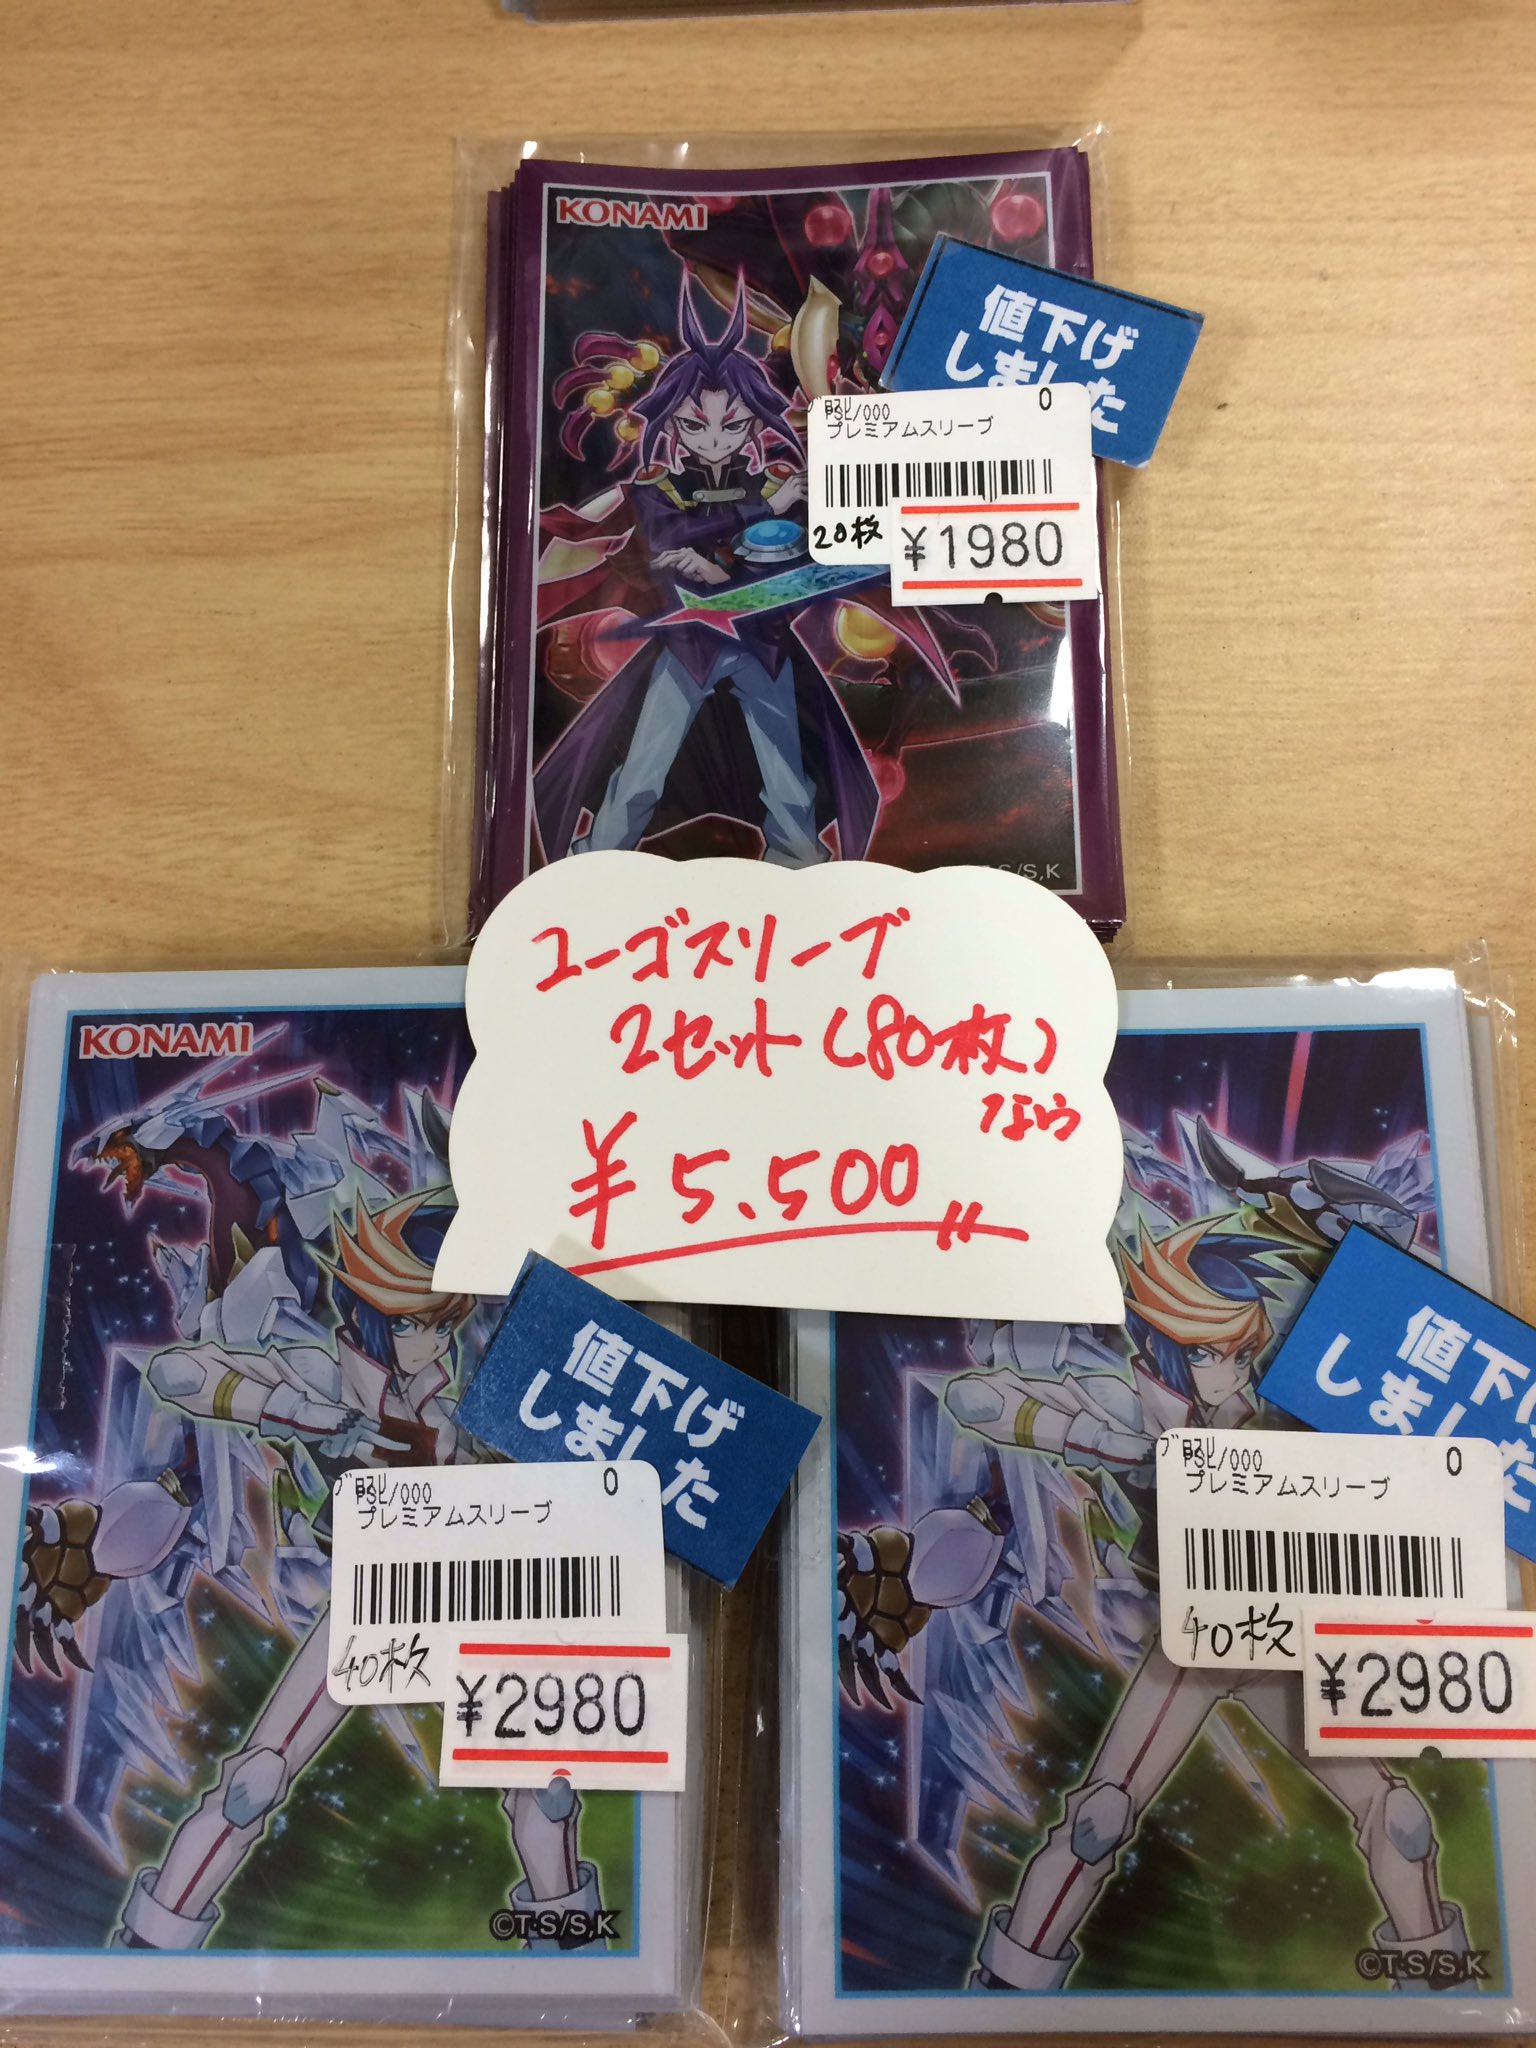 KONAMI
値下げ
しました
PSL/000
0
プレミアムスリーブ
20枚
¥1980
S/S,K
ユーゴスリーブ
2セット(80枚)
なら
¥5.500
KONAMI
値下げ
しました
PSL/000
0
プレミアムスリーブ
40枚
¥2980
©T·S/S,K
値下げ
しました
PSL/000
0
プレミアムスリーブ
40枚
¥2980
©T·S/S,K